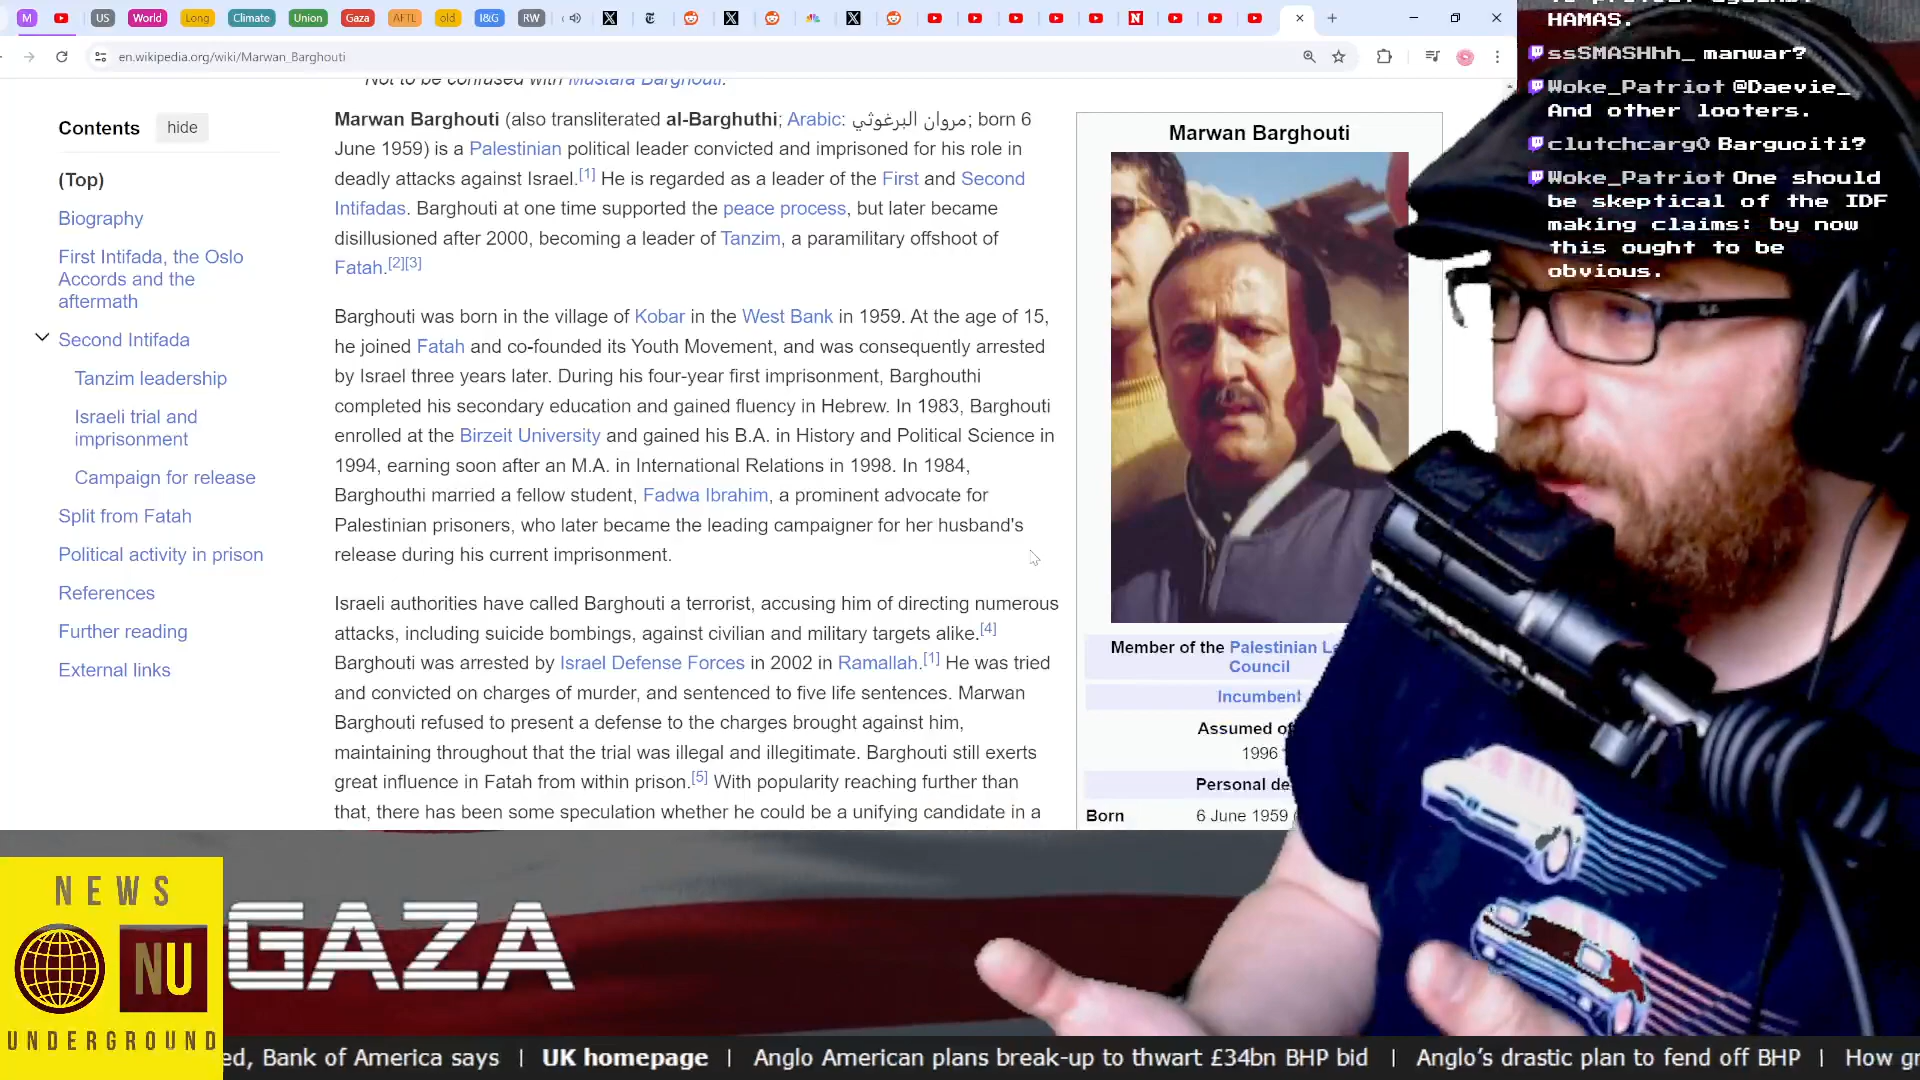 M US World Long Climate Union Gaza AFTL old I&G RW
en.wikipedia.org/wiki/Marwan_Barghouti
Not to be confused with Mustafa Barghouti.
Contents hide
(Top)
Biography
First Intifada, the Oslo
Accords and the
aftermath
Second Intifada
Tanzim leadership
Israeli trial and
imprisonment
Campaign for release
Split from Fatah
Political activity in prison
References
Further reading
External links
Marwan Barghouti (also transliterated al-Barghuthi; Arabic: مروان البرغوثي; born 6
June 1959) is a Palestinian political leader convicted and imprisoned for his role in
deadly attacks against Israel.[1] He is regarded as a leader of the First and Second
Intifadas. Barghouti at one time supported the peace process, but later became
disillusioned after 2000, becoming a leader of Tanzim, a paramilitary offshoot of
Fatah.[2][3]
Barghouti was born in the village of Kobar in the West Bank in 1959. At the age of 15,
he joined Fatah and co-founded its Youth Movement, and was consequently arrested
by Israel three years later. During his four-year first imprisonment, Barghouthi
completed his secondary education and gained fluency in Hebrew. In 1983, Barghouti
enrolled at the Birzeit University and gained his B.A. in History and Political Science in
1994, earning soon after an M.A. in International Relations in 1998. In 1984,
Barghouthi married a fellow student, Fadwa Ibrahim, a prominent advocate for
Palestinian prisoners, who later became the leading campaigner for her husband's
release during his current imprisonment.
Israeli authorities have called Barghouti a terrorist, accusing him of directing numerous
attacks, including suicide bombings, against civilian and military targets alike.[4]
Barghouti was arrested by Israel Defense Forces in 2002 in Ramallah.[1] He was tried
and convicted on charges of murder, and sentenced to five life sentences. Marwan
Barghouti refused to present a defense to the charges brought against him,
maintaining throughout that the trial was illegal and illegitimate. Barghouti still exerts
great influence in Fatah from within prison.[5] With popularity reaching further than
that, there has been some speculation whether he could be a unifying candidate in a
Marwan Barghouti
Member of the Palestinian
Council
Incumbent
Assumed
1996
Personal
Born 6 June 1959
HAMAS.
ssSMASHhh_ manwar?
Woke_Patriot @Daevie_
And other looters.
clutchcarg0 Barguoiti?
Woke_Patriot One should
be skeptical of the IDF
making claims: by now
this ought to be
obvious.
NEWS
NU
UNDERGROUND
GAZA
ed, Bank of America says | UK homepage | Anglo American plans break-up to thwart £34bn BHP bid | Anglo's drastic plan to fend off BHP | How